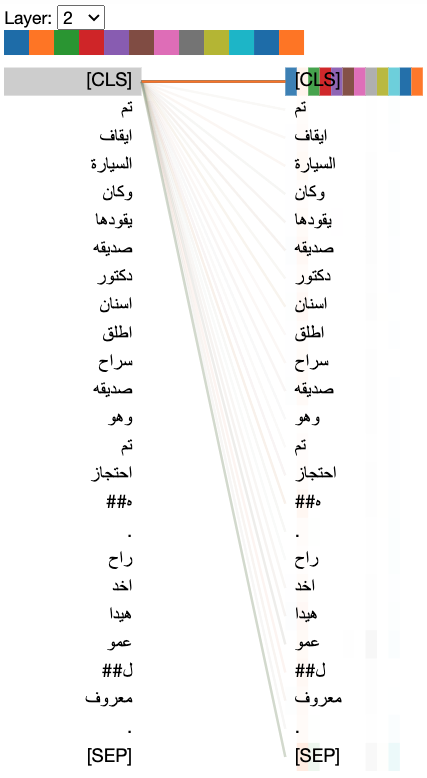 Layer: 2
[CLS] [CLS]
تم تم
ايقاف ايقاف
السيارة السيارة
وكان وكان
يقودها يقودها
صديقه صديقه
دكتور دكتور
اسنان اسنان
اطلق اطلق
سراح سراح
صديقه صديقه
وهو وهو
تم تم
احتجاز احتجاز
##ه ##ه
. .
راح راح
اخد اخد
هيدا هيدا
عمو عمو
##ل ##ل
معروف معروف
. .
[SEP] [SEP]